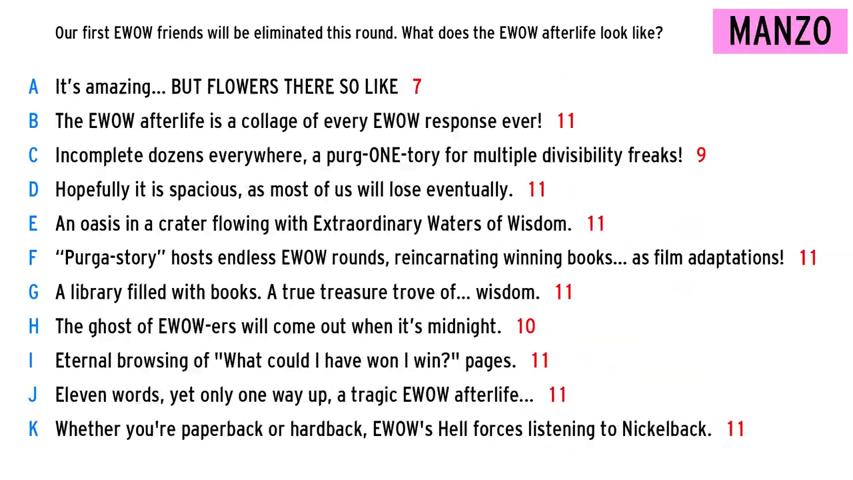 Our first EWOW friends will be eliminated this round. What does the EWOW afterlife look like?
MANZO
A It's amazing... BUT FLOWERS THERE SO LIKE 7
B The EWOW afterlife is a collage of every EWOW response ever! 11
C Incomplete dozens everywhere, a purg-ONE-tory for multiple divisibility freaks! 9
D Hopefully it is spacious, as most of us will lose eventually. 11
E An oasis in a crater flowing with Extraordinary Waters of Wisdom. 11
F “Purga-story” hosts endless EWOW rounds, reincarnating winning books... as film adaptations! 11
G A library filled with books. A true treasure trove of... wisdom. 11
H The ghost of EWOW-ers will come out when it’s midnight. 10
I Eternal browsing of "What could I have won I win?" pages. 11
J Eleven words, yet only one way up, a tragic EWOW afterlife... 11
K Whether you're paperback or hardback, EWOW's Hell forces listening to Nickelback. 11